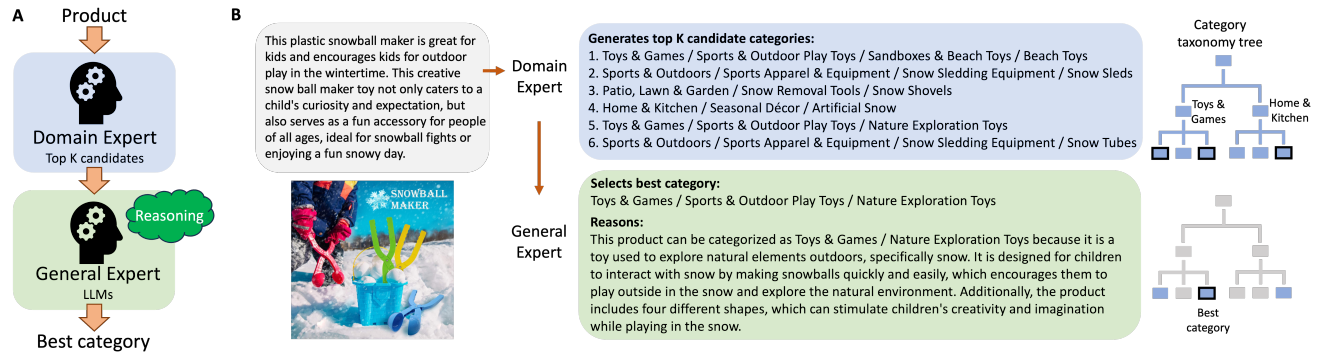 A
Product
Domain Expert
Top K candidates
Reasoning
General Expert
LLMs
Best category
B
This plastic snowball maker is great for
kids and encourages kids for outdoor
play in the wintertime. This creative
snow ball maker toy not only caters to a
child's curiosity and expectation, but
also serves as a fun accessory for people
of all ages, ideal for snowball fights or
enjoying a fun snowy day.
SNOWBALL
MAKER
Domain
Expert
General
Expert
Generates top K candidate categories:
1. Toys & Games / Sports & Outdoor Play Toys / Sandboxes & Beach Toys / Beach Toys
2. Sports & Outdoors / Sports Apparel & Equipment / Snow Sledding Equipment / Snow Sleds
3. Patio, Lawn & Garden / Snow Removal Tools / Snow Shovels
4. Home & Kitchen / Seasonal Décor / Artificial Snow
5. Toys & Games / Sports & Outdoor Play Toys / Nature Exploration Toys
6. Sports & Outdoors / Sports Apparel & Equipment / Snow Sledding Equipment / Snow Tubes
Selects best category:
Toys & Games / Sports & Outdoor Play Toys / Nature Exploration Toys
Reasons:
This product can be categorized as Toys & Games / Nature Exploration Toys because it is a
toy used to explore natural elements outdoors, specifically snow. It is designed for children
to interact with snow by making snowballs quickly and easily, which encourages them to
play outside in the snow and explore the natural environment. Additionally, the product
includes four different shapes, which can stimulate children's creativity and imagination
while playing in the snow.
Category
taxonomy tree
Toys &
Games
Home &
Kitchen
Best
category